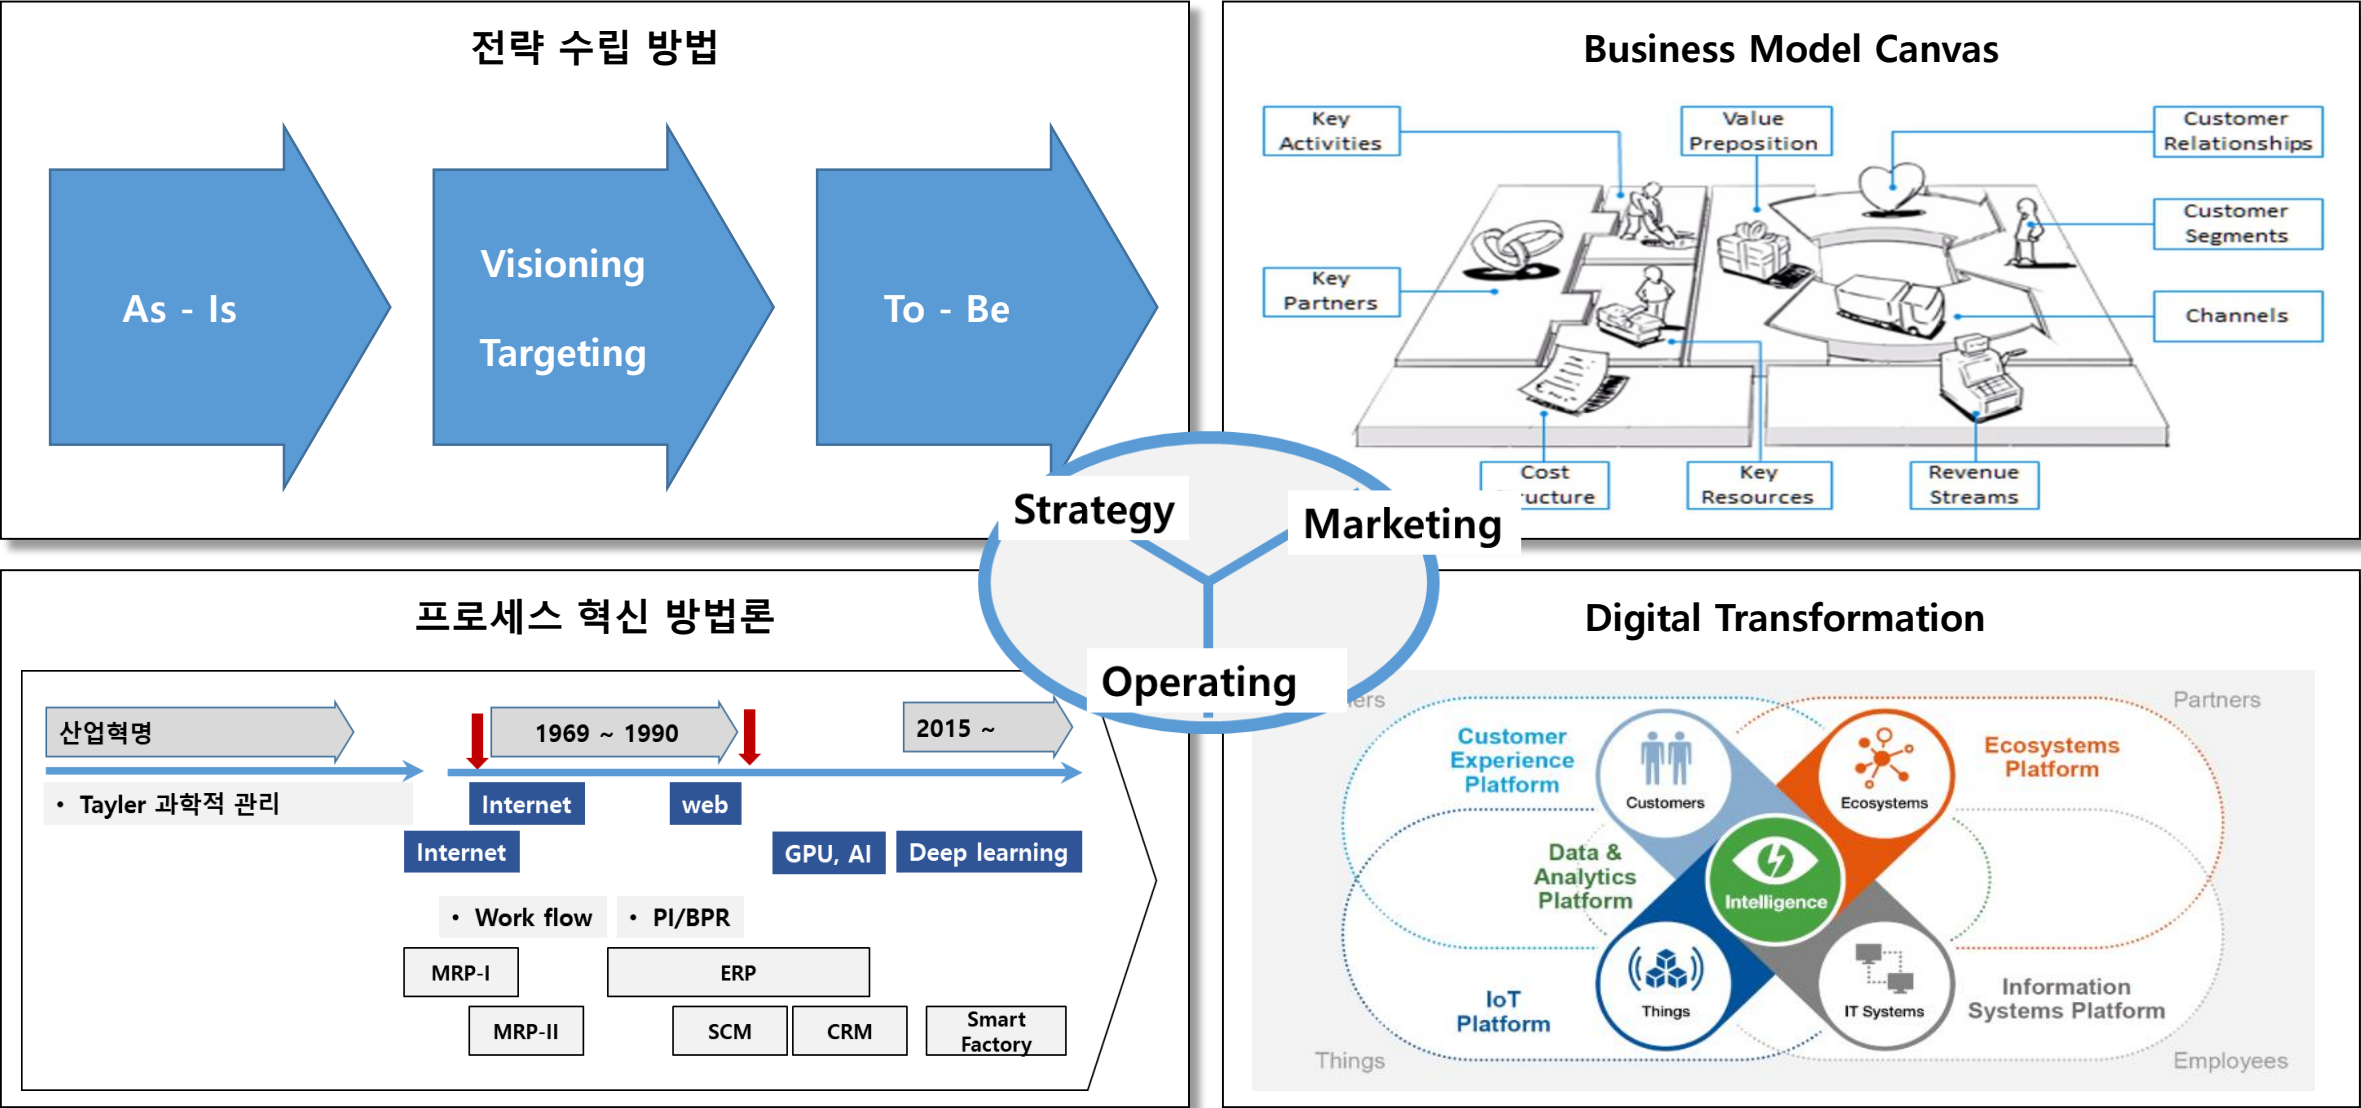 전략 수립 방법
As - Is
Visioning
Targeting
To - Be
Business Model Canvas
Key
Activities
Value
Preposition
Customer
Relationships
Customer
Segments
Key
Partners
Channels
Cost
ructure
Key
Resources
Revenue
Streams
Strategy
Marketing
Operating
프로세스 혁신 방법론
산업혁명
1969 ~ 1990
2015 ~
• Tayler 과학적 관리
Internet
web
Internet
GPU, AI
Deep learning
• Work flow
• PI/BPR
MRP-I
ERP
MRP-II
SCM
CRM
Smart
Factory
Digital Transformation
ers
Partners
Customer
Experience
Platform
Customers
Ecosystems
Ecosystems
Platform
Data &
Analytics
Platform
Intelligence
IoT
Platform
Things
IT Systems
Information
Systems Platform
Things
Employees